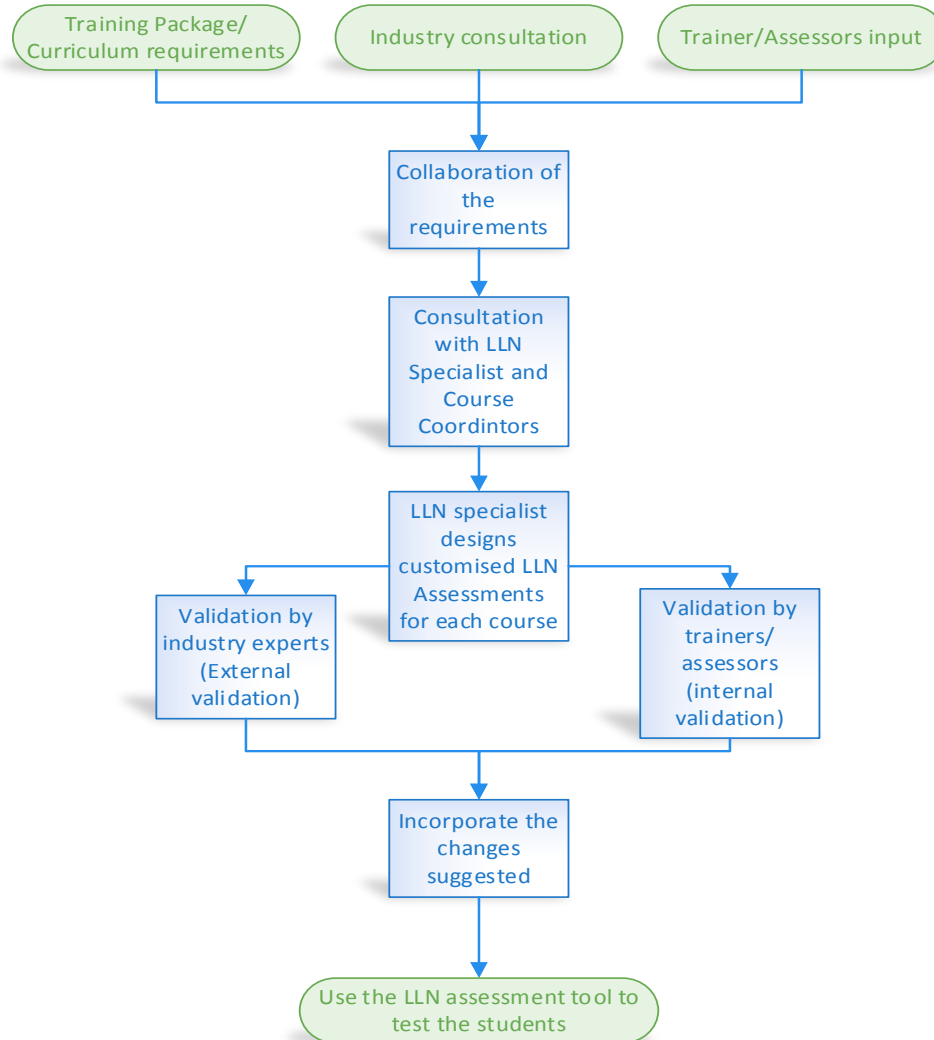 Training Package/
Curriculum requirements
Industry consultation
Trainer/Assessors input
Collaboration of
the
requirements
Consultation
with LLN
Specialist and
Course
Coordintors
LLN specialist
designs
customised LLN
Assessments
for each course
Validation by
industry experts
(External
validation)
Validation by
trainers/
assessors
(internal
validation)
Incorporate the
changes
suggested
Use the LLN assessment tool to
test the students